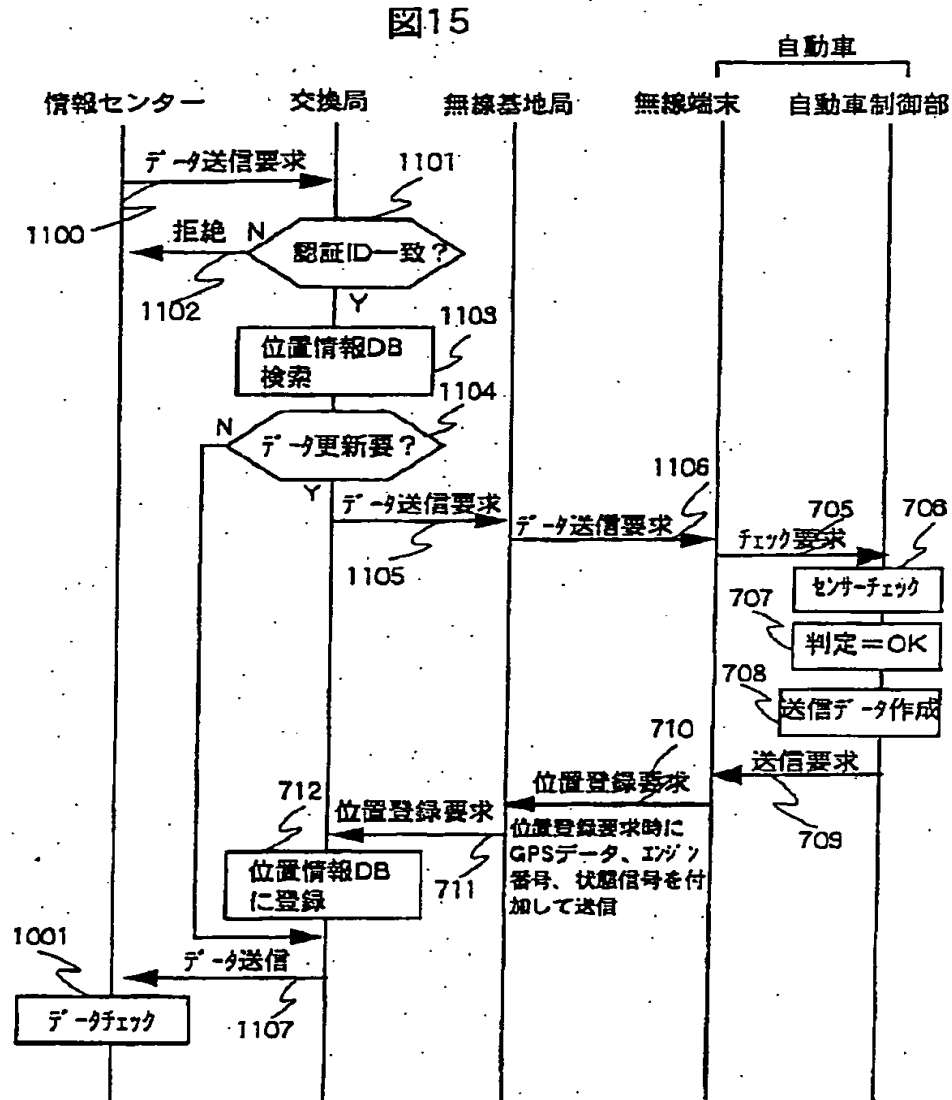 図15
自動車
情報センター
交換局
無線基地局
無線端末
自動車制御部
データ送信要求
1101
1100
拒絶
N
認証ID一致?
1102
Y
1103
位置情報DB
検索
1104
N
データ更新要?
Y
データ送信要求
1105
1106
データ送信要求
705
チェック要求
706
センサーチェック
707
判定=OK
708
送信データ作成
送信要求
709
710
位置登録要求
位置登録要求時に
GPSデータ、エンジン
番号、状態信号を付
加して送信
位置登録要求
711
712
位置情報DB
に登録
データ送信
1107
1001
データチェック